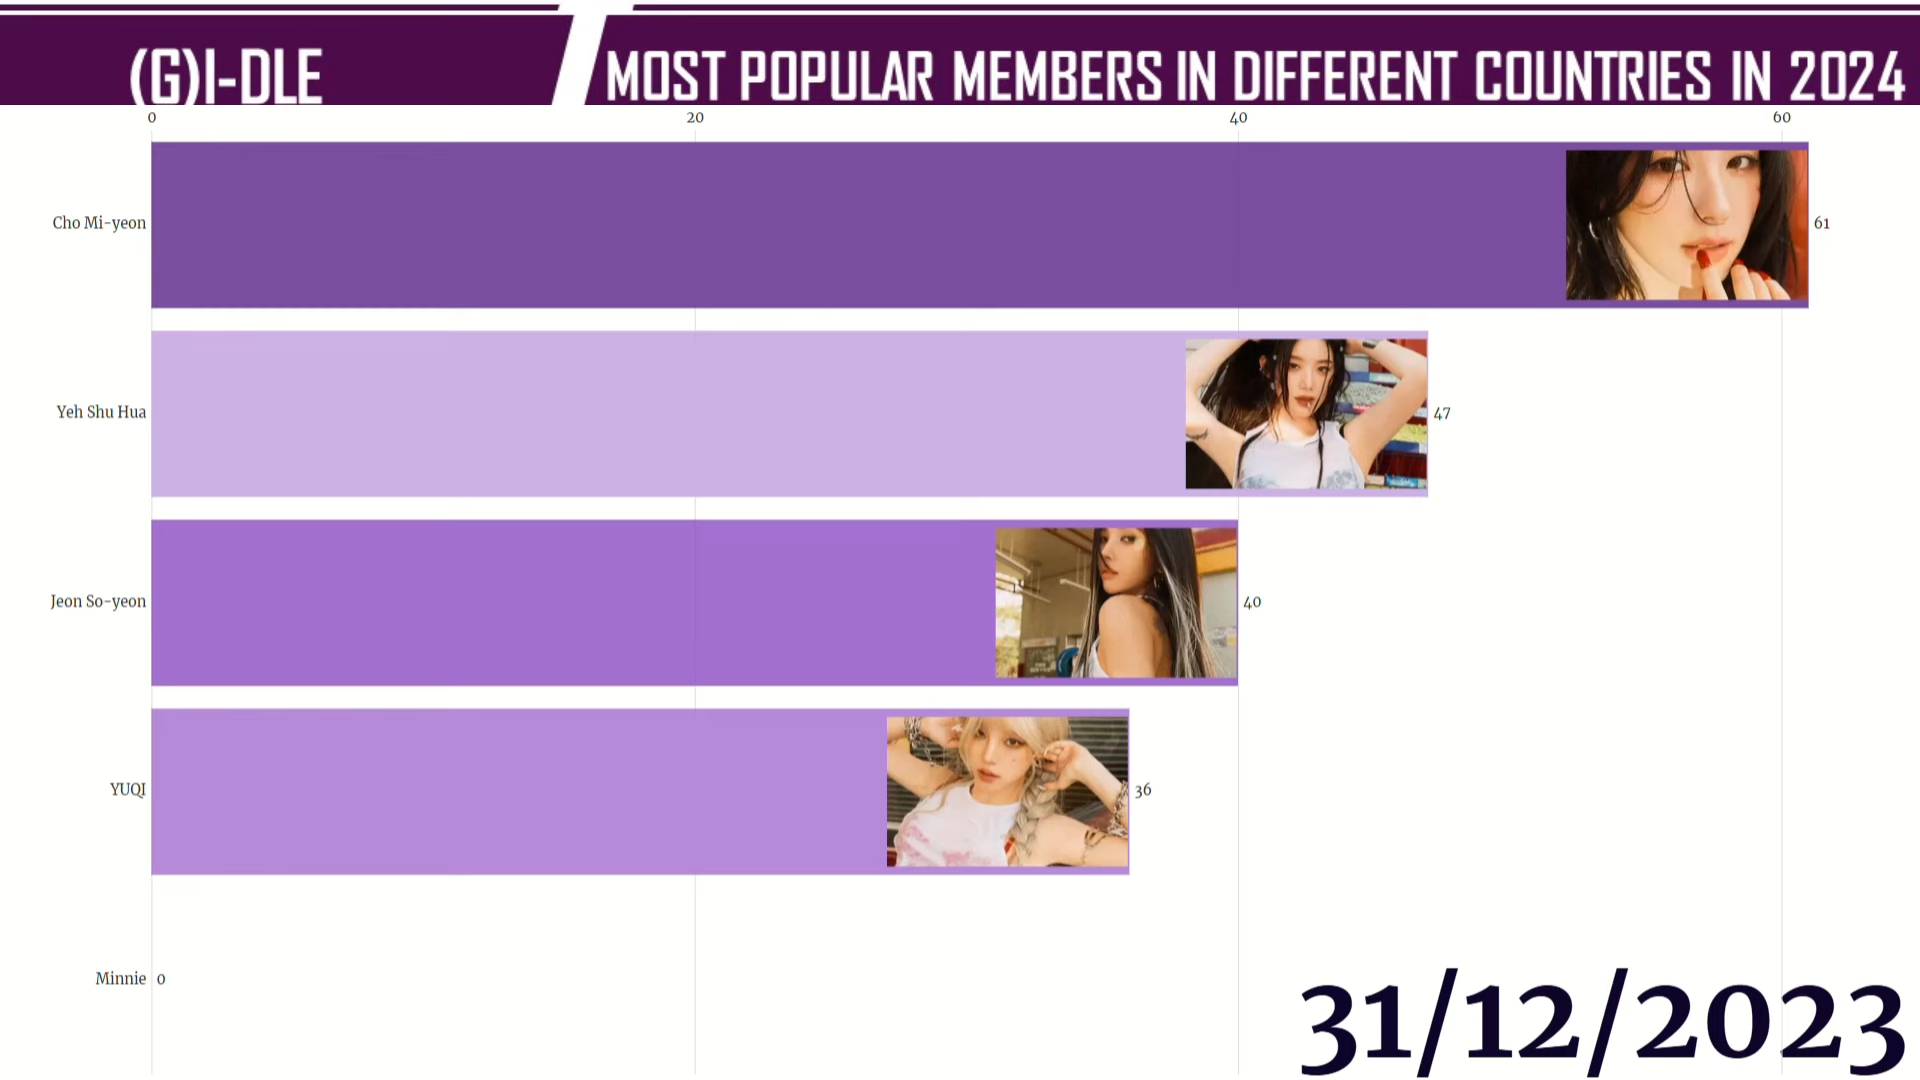 (G)I-DLE
MOST POPULAR MEMBERS IN DIFFERENT COUNTRIES IN 2024
0 20 40 60
Cho Mi-yeon 61
Yeh Shu Hua 47
Jeon So-yeon 40
YUQI 36
Minnie 0
31/12/2023